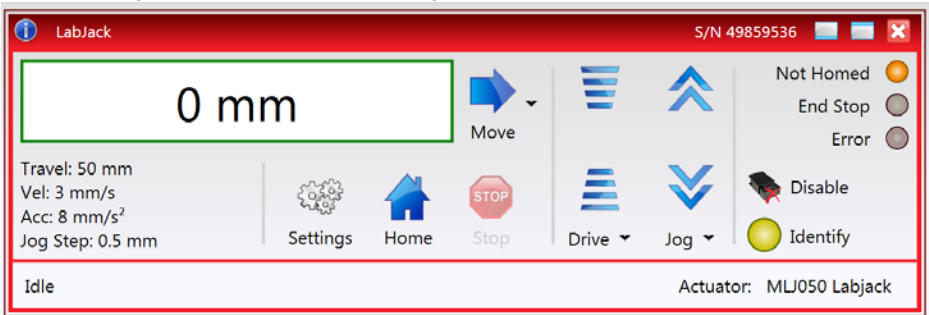 LabJack
S/N 49859536
0 mm
Move
Not Homed
End Stop
Error
Travel: 50 mm
Vel: 3 mm/s
Acc: 8 mm/s²
Jog Step: 0.5 mm
Settings
Home
STOP
Stop
Drive
Jog
Disable
Identify
Idle
Actuator: MLJ050 Labjack